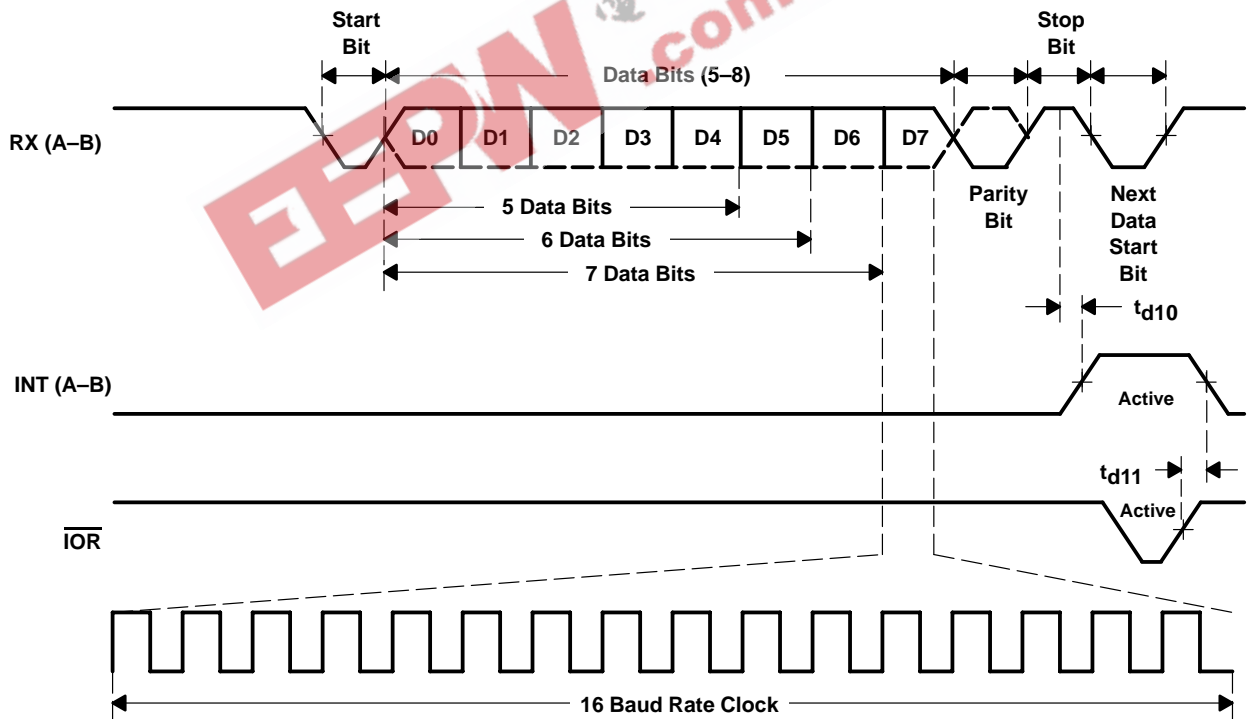 Start
Bit
Stop
Bit
Data Bits (5–8)
RX (A–B)
D0 D1 D2 D3 D4 D5 D6 D7
Parity
Bit
Next
Data
Start
Bit
5 Data Bits
6 Data Bits
7 Data Bits
td10
INT (A–B)
Active
td11
Active
IOR
16 Baud Rate Clock
EEPW .com